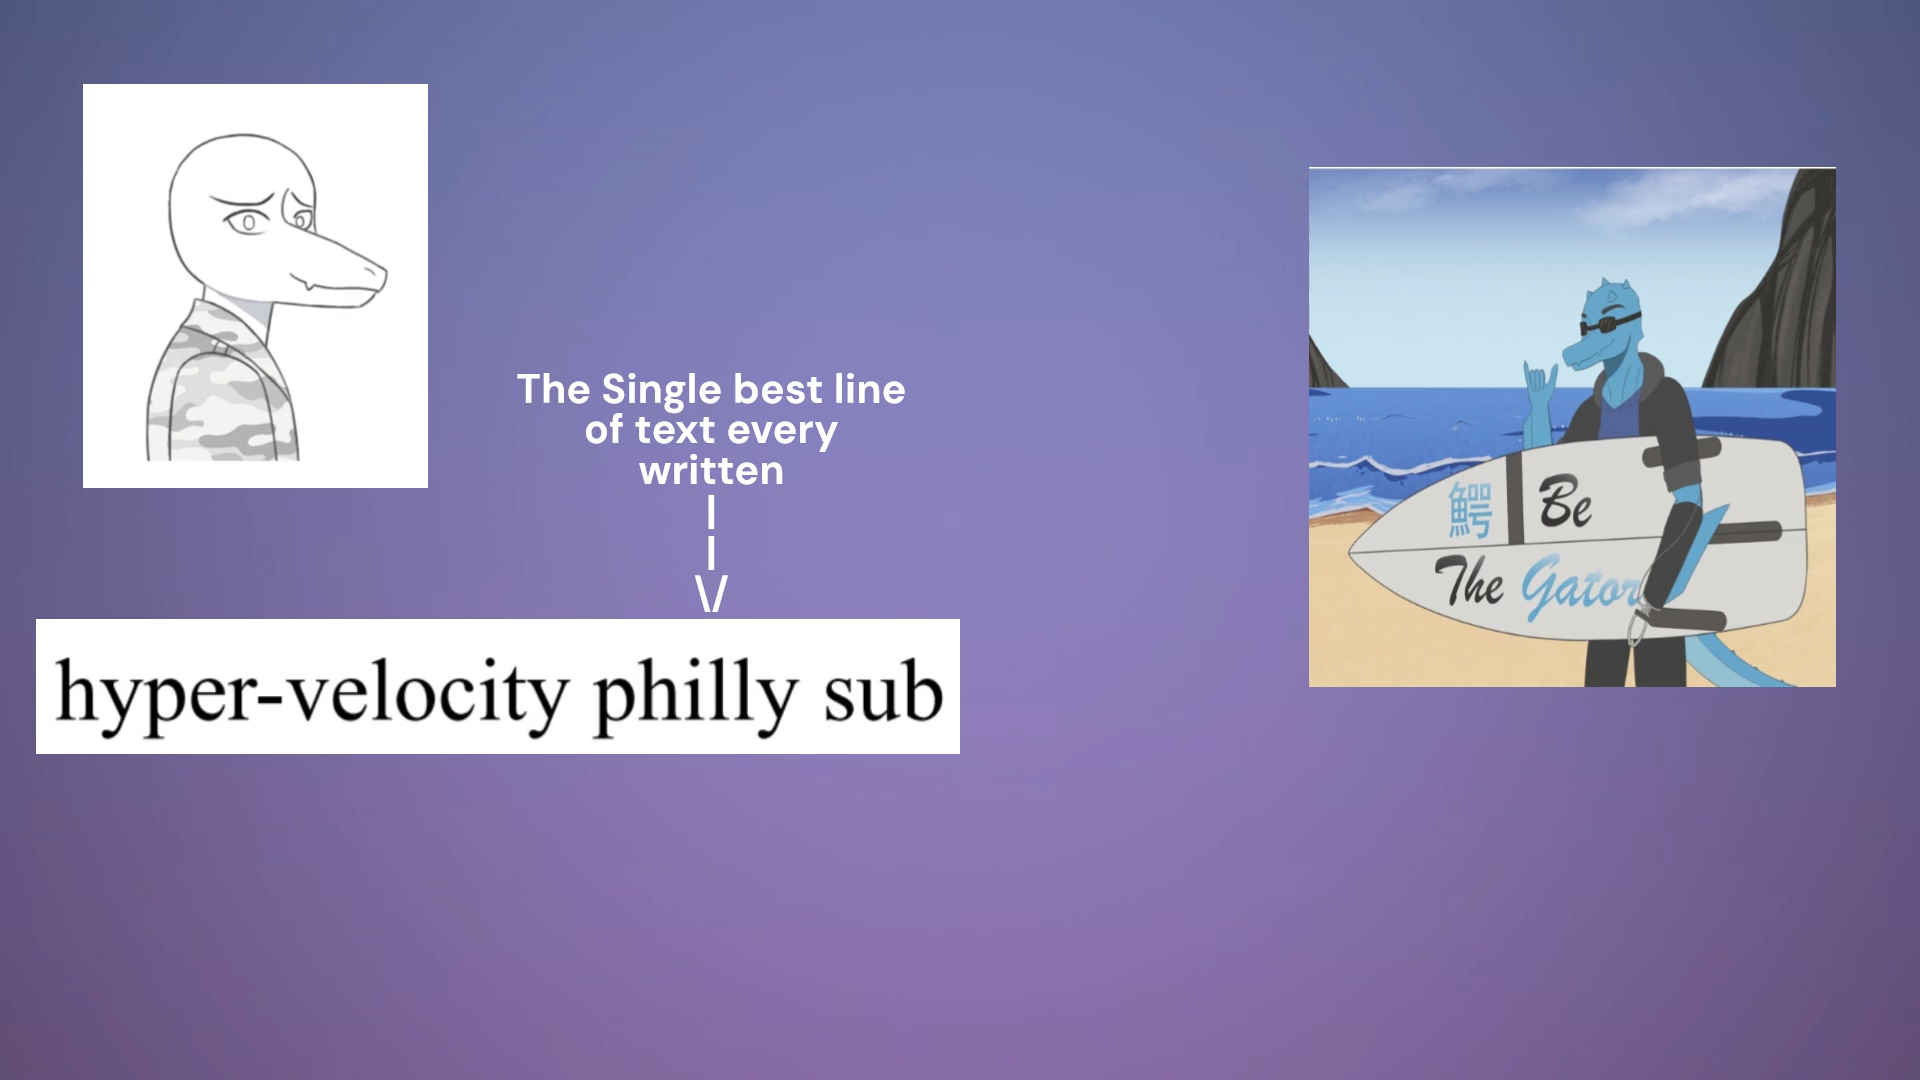 The Single best line
of text every
written
|
|
\/
hyper-velocity philly sub
鰐 Be
The Gator